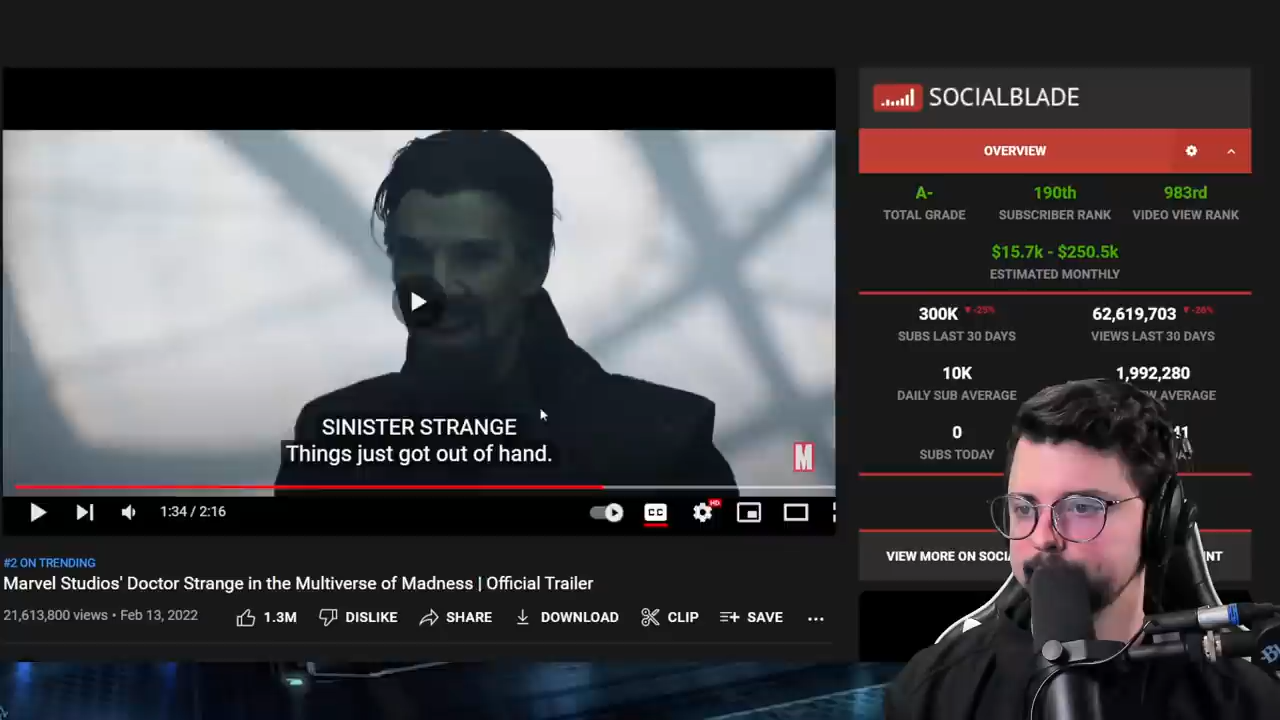 SOCIALBLADE
OVERVIEW
A-
190th
983rd
TOTAL GRADE
SUBSCRIBER RANK
VIDEO VIEW RANK
$15.7k - $250.5k
ESTIMATED MONTHLY
300K
62,619,703
SUBS LAST 30 DAYS
VIEWS LAST 30 DAYS
10K
1,992,280
DAILY SUB AVERAGE
AVERAGE
0
SUBS TODAY
VIEW MORE ON
SINISTER STRANGE
Things just got out of hand.
M
1:34 / 2:16
CC
HD
#2 ON TRENDING
Marvel Studios' Doctor Strange in the Multiverse of Madness | Official Trailer
21,613,800 views • Feb 13, 2022
1.3M
DISLIKE
SHARE
DOWNLOAD
CLIP
SAVE